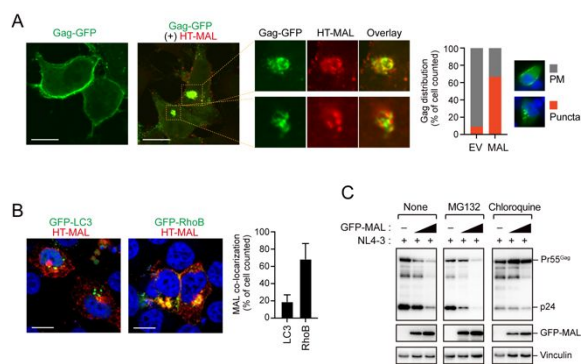 A
Gag-GFP
Gag-GFP
(+) HT-MAL
Gag-GFP
HT-MAL
Overlay
Gag distribution
(% of cell counted)
100
80
60
40
20
0
EV
MAL
PM
Puncta
B
GFP-LC3
HT-MAL
GFP-RhoB
HT-MAL
MAL co-locarization
(% of cell counted)
100
80
60
40
20
0
LC3
RhoB
C
None
MG132
Chloroquine
GFP-MAL :
–
–
–
NL4-3 :
+ + +
+ + +
+ + +
Pr55Gag
p24
GFP-MAL
Vinculin